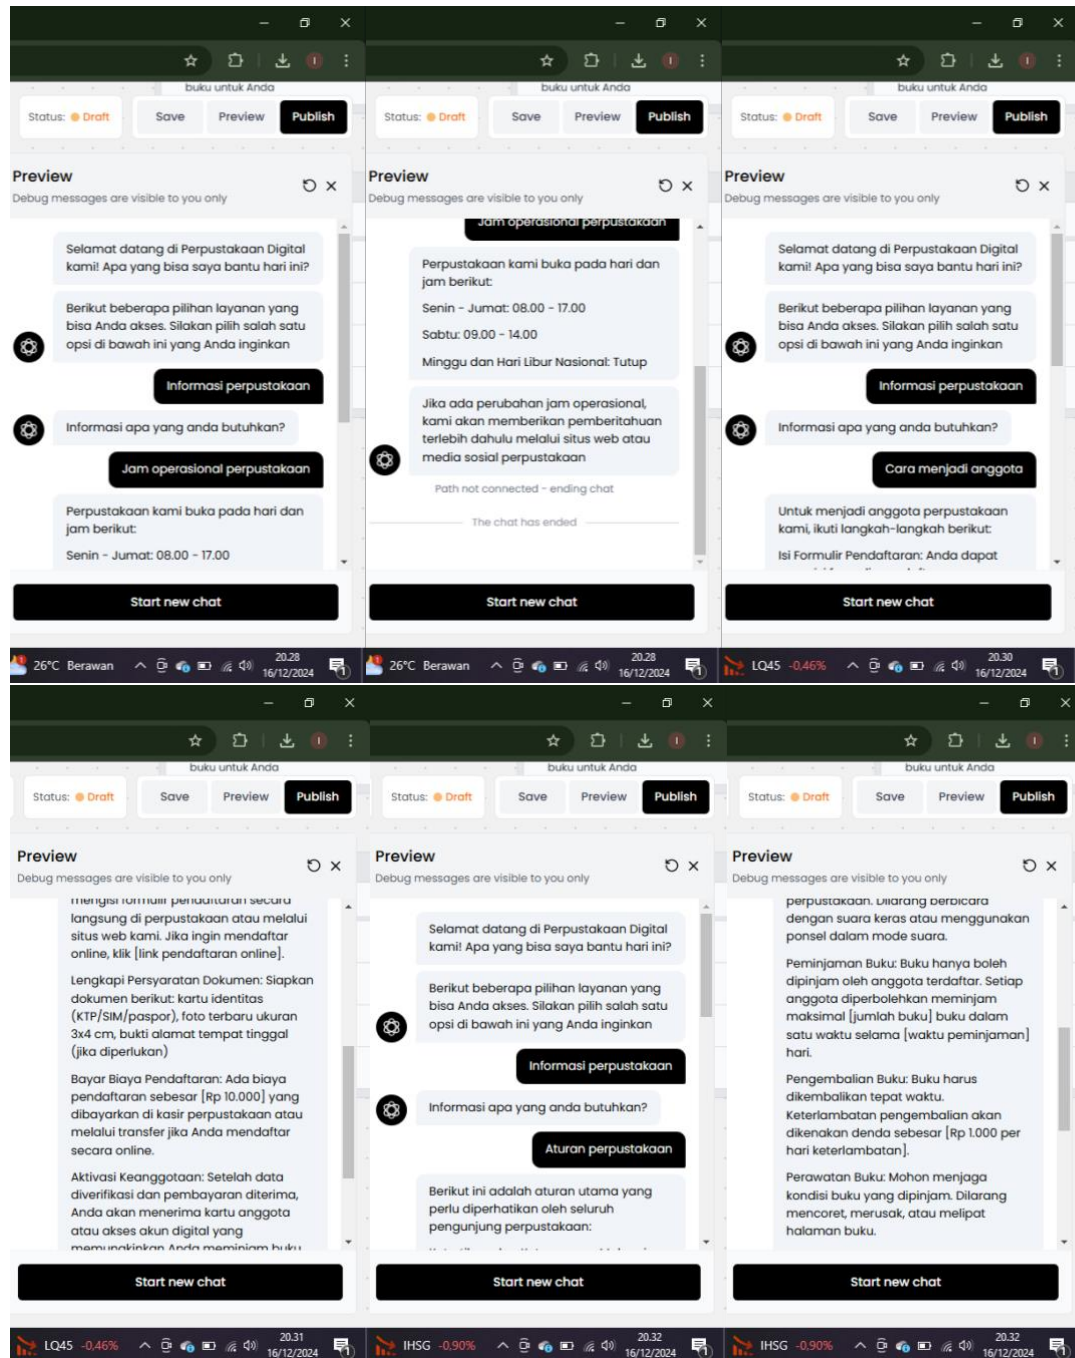 buku untuk Anda
Status: Draft Save Preview Publish
Preview
Debug messages are visible to you only
Selamat datang di Perpustakaan Digital
kami! Apa yang bisa saya bantu hari ini?
Berikut beberapa pilihan layanan yang
bisa Anda akses. Silakan pilih salah satu
opsi di bawah ini yang Anda inginkan
Informasi perpustakaan
Informasi apa yang anda butuhkan?
Jam operasional perpustakaan
Perpustakaan kami buka pada hari dan
jam berikut:
Senin - Jumat: 08.00 - 17.00
Start new chat
26°C Berawan
20.28
16/12/2024
buku untuk Anda
Status: Draft Save Preview Publish
Preview
Debug messages are visible to you only
Jam operasional perpustakaan
Perpustakaan kami buka pada hari dan
jam berikut:
Senin - Jumat: 08.00 - 17.00
Sabtu: 09.00 - 14.00
Minggu dan Hari Libur Nasional: Tutup
Jika ada perubahan jam operasional,
kami akan memberikan pemberitahuan
terlebih dahulu melalui situs web atau
media sosial perpustakaan
Path not connected - ending chat
The chat has ended
Start new chat
26°C Berawan
20.28
16/12/2024
buku untuk Anda
Status: Draft Save Preview Publish
Preview
Debug messages are visible to you only
Selamat datang di Perpustakaan Digital
kami! Apa yang bisa saya bantu hari ini?
Berikut beberapa pilihan layanan yang
bisa Anda akses. Silakan pilih salah satu
opsi di bawah ini yang Anda inginkan
Informasi perpustakaan
Informasi apa yang anda butuhkan?
Cara menjadi anggota
Untuk menjadi anggota perpustakaan
kami, ikuti langkah-langkah berikut:
Isi Formulir Pendaftaran: Anda dapat
Start new chat
LQ45 -0,46%
20.30
16/12/2024
buku untuk Anda
Status: Draft Save Preview Publish
Preview
Debug messages are visible to you only
mengisi formulir pendaftaran secara
langsung di perpustakaan atau melalui
situs web kami. Jika ingin mendaftar
online, klik [link pendaftaran online].
Lengkapi Persyaratan Dokumen: Siapkan
dokumen berikut: kartu identitas
(KTP/SIM/paspor), foto terbaru ukuran
3x4 cm, bukti alamat tempat tinggal
(jika diperlukan)
Bayar Biaya Pendaftaran: Ada biaya
pendaftaran sebesar [Rp 10.000] yang
dibayarkan di kasir perpustakaan atau
melalui transfer jika Anda mendaftar
secara online.
Aktivasi Keanggotaan: Setelah data
diverifikasi dan pembayaran diterima,
Anda akan menerima kartu anggota
atau akses akun digital yang
memungkinkan Anda meminjam buku
Start new chat
LQ45 -0,46%
20.31
16/12/2024
buku untuk Anda
Status: Draft Save Preview Publish
Preview
Debug messages are visible to you only
Selamat datang di Perpustakaan Digital
kami! Apa yang bisa saya bantu hari ini?
Berikut beberapa pilihan layanan yang
bisa Anda akses. Silakan pilih salah satu
opsi di bawah ini yang Anda inginkan
Informasi perpustakaan
Informasi apa yang anda butuhkan?
Aturan perpustakaan
Berikut ini adalah aturan utama yang
perlu diperhatikan oleh seluruh
pengunjung perpustakaan:
Start new chat
IHSG -0,90%
20.32
16/12/2024
buku untuk Anda
Status: Draft Save Preview Publish
Preview
Debug messages are visible to you only
perpustakaan. Dilarang berbicara
dengan suara keras atau menggunakan
ponsel dalam mode suara.
Peminjaman Buku: Buku hanya boleh
dipinjam oleh anggota terdaftar. Setiap
anggota diperbolehkan meminjam
maksimal [jumlah buku] buku dalam
satu waktu selama [waktu peminjaman]
hari.
Pengembalian Buku: Buku harus
dikembalikan tepat waktu.
Keterlambatan pengembalian akan
dikenakan denda sebesar [Rp 1.000 per
hari keterlambatan].
Perawatan Buku: Mohon menjaga
kondisi buku yang dipinjam. Dilarang
mencoret, merusak, atau melipat
halaman buku.
Start new chat
IHSG -0,90%
20.32
16/12/2024